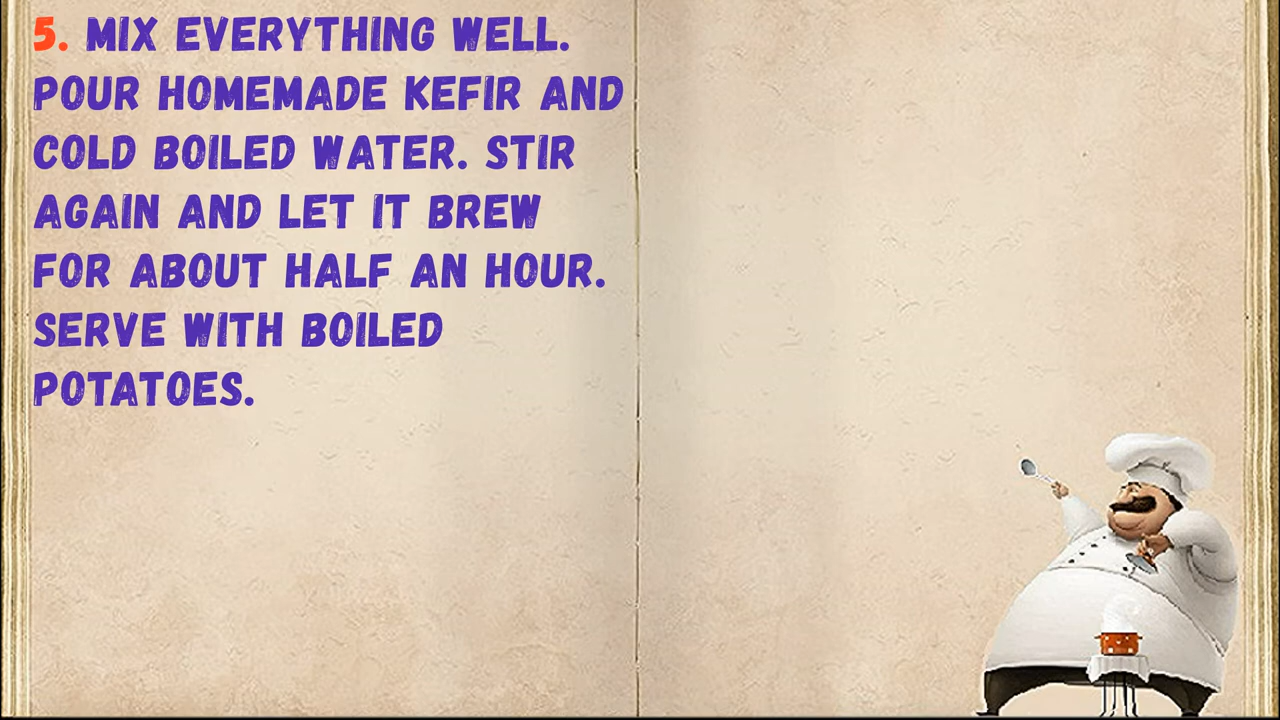 5. MIX EVERYTHING WELL.
POUR HOMEMADE KEFIR AND
COLD BOILED WATER. STIR
AGAIN AND LET IT BREW
FOR ABOUT HALF AN HOUR.
SERVE WITH BOILED
POTATOES.